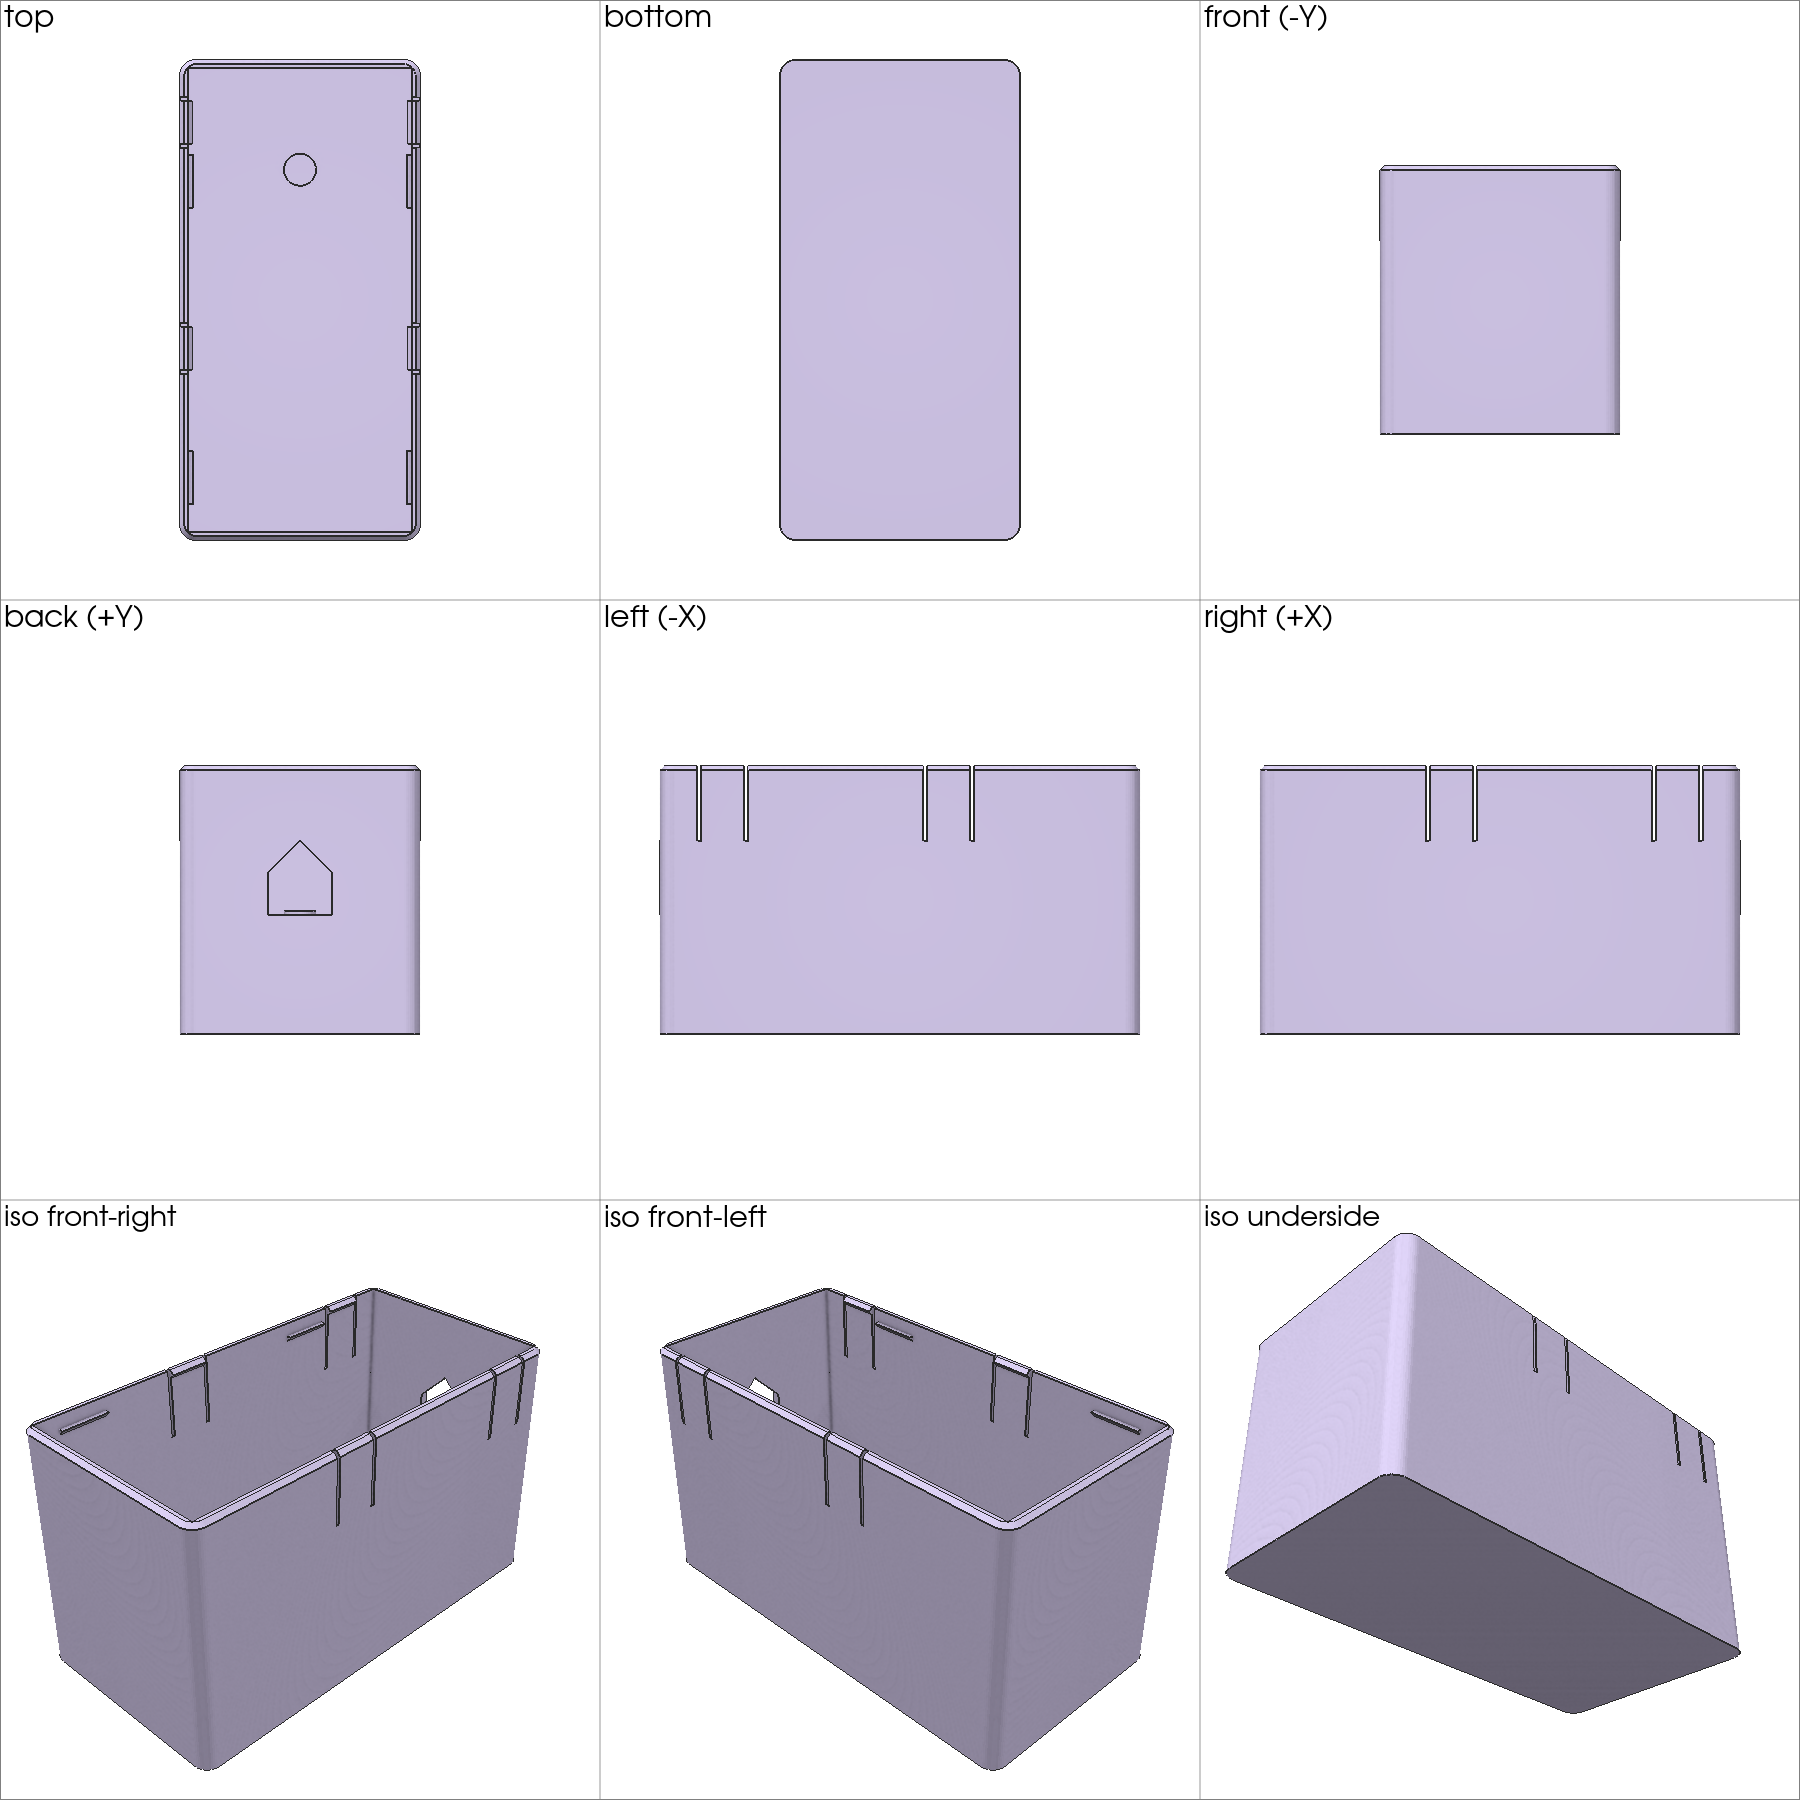 top
bottom
front (-Y)
back (+Y)
left (-X)
right (+X)
iso front-right
iso front-left
iso underside